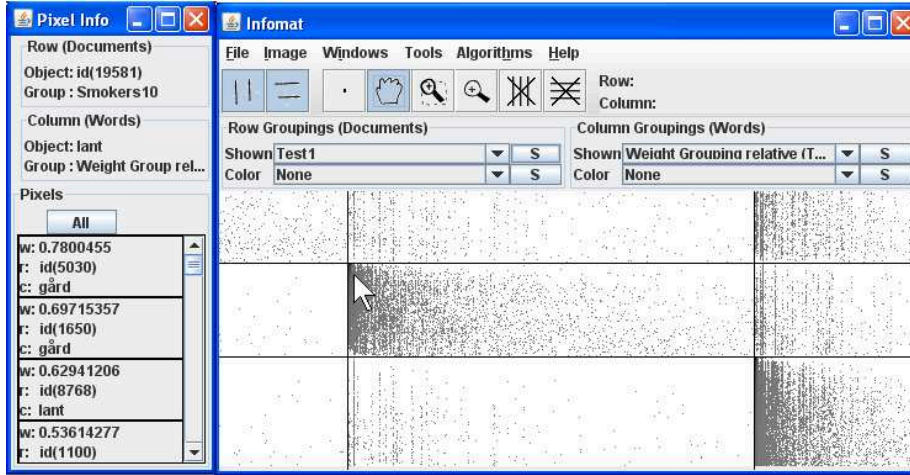 Pixel Info
Row (Documents)
Object: id(19581)
Group : Smokers10
Column (Words)
Object: lant
Group : Weight Group rel...
Pixels
All
w: 0.7800455
r: id(5030)
c: gård
w: 0.69715357
r: id(1650)
c: gård
w: 0.62941206
r: id(8768)
c: lant
w: 0.53614277
r: id(1100)
Infomat
File Image Windows Tools Algorithms Help
Row:
Column:
Row Groupings (Documents)
Shown Test1 S
Color None S
Column Groupings (Words)
Shown Weight Grouping relative (T... S
Color None S